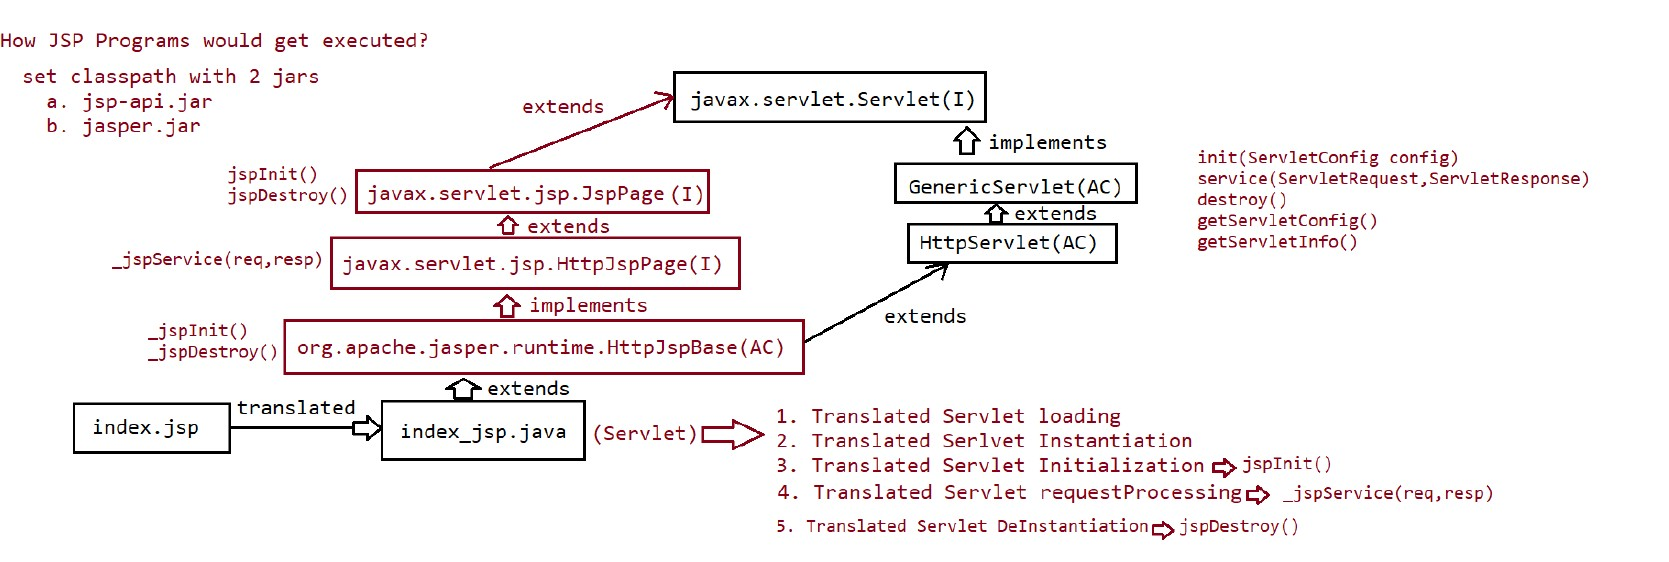 How JSP Programs would get executed?
set classpath with 2 jars
a. jsp-api.jar
b. jasper.jar
extends
javax.servlet.Servlet(I)
implements
jspInit()
jspDestroy()
javax.servlet.jsp.JspPage(I)
GenericServlet(AC)
init(ServletConfig config)
service(ServletRequest,ServletResponse)
destroy()
getServletConfig()
getServletInfo()
extends
extends
HttpServlet(AC)
_jspService(req,resp)
javax.servlet.jsp.HttpJspPage(I)
implements
extends
_jspInit()
_jspDestroy()
org.apache.jasper.runtime.HttpJspBase(AC)
extends
index.jsp
translated
index_jsp.java
(Servlet)
1. Translated Servlet loading
2. Translated Serlvet Instantiation
3. Translated Servlet Initialization jspInit()
4. Translated Servlet requestProcessing _jspService(req,resp)
5. Translated Servlet DeInstantiation jspDestroy()